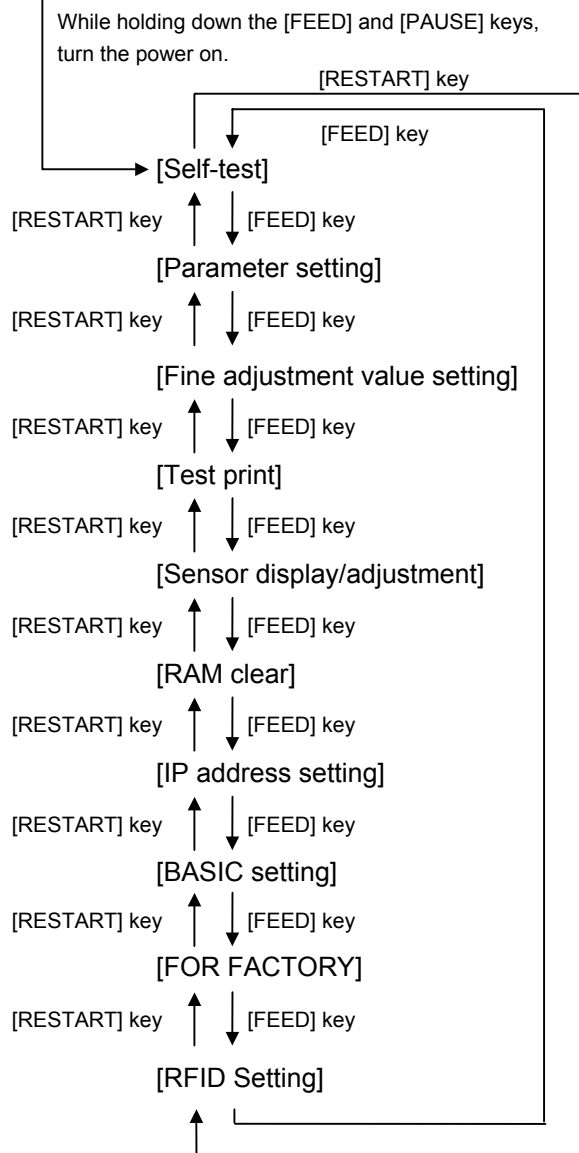 While holding down the [FEED] and [PAUSE] keys,
turn the power on.
[RESTART] key
[FEED] key
[Self-test]
[RESTART] key [FEED] key
[Parameter setting]
[RESTART] key [FEED] key
[Fine adjustment value setting]
[RESTART] key [FEED] key
[Test print]
[RESTART] key [FEED] key
[Sensor display/adjustment]
[RESTART] key [FEED] key
[RAM clear]
[RESTART] key [FEED] key
[IP address setting]
[RESTART] key [FEED] key
[BASIC setting]
[RESTART] key [FEED] key
[FOR FACTORY]
[RESTART] key [FEED] key
[RFID Setting]